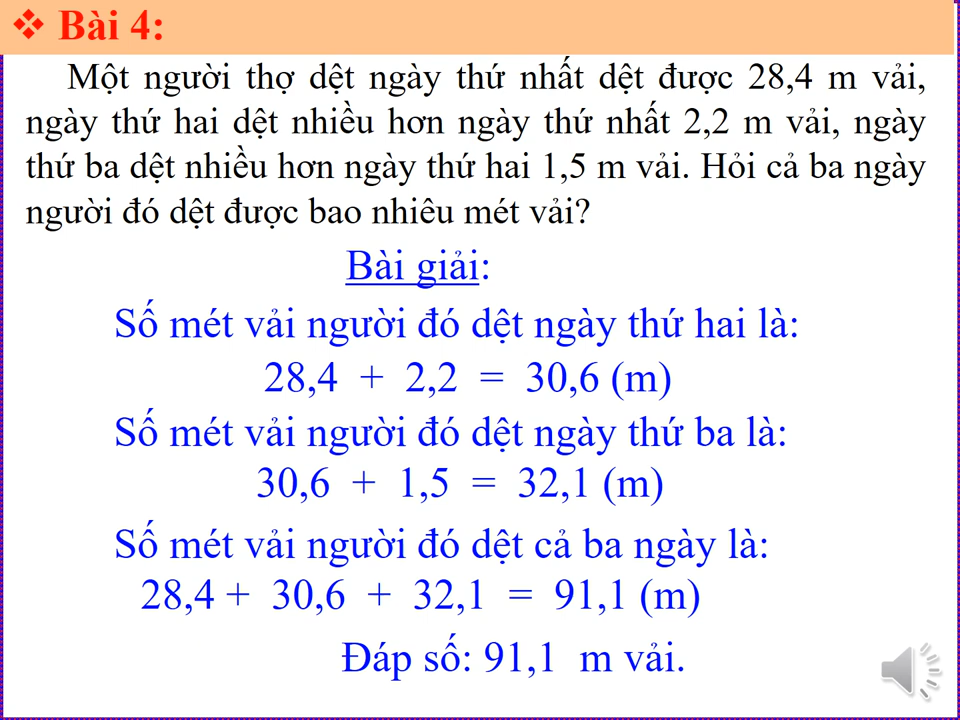 ❖ Bài 4:
Một người thợ dệt ngày thứ nhất dệt được 28,4 m vải,
ngày thứ hai dệt nhiều hơn ngày thứ nhất 2,2 m vải, ngày
thứ ba dệt nhiều hơn ngày thứ hai 1,5 m vải. Hỏi cả ba ngày
người đó dệt được bao nhiêu mét vải?
Bài giải:
Số mét vải người đó dệt ngày thứ hai là:
28,4 + 2,2 = 30,6 (m)
Số mét vải người đó dệt ngày thứ ba là:
30,6 + 1,5 = 32,1 (m)
Số mét vải người đó dệt cả ba ngày là:
28,4 + 30,6 + 32,1 = 91,1 (m)
Đáp số: 91,1 m vải.